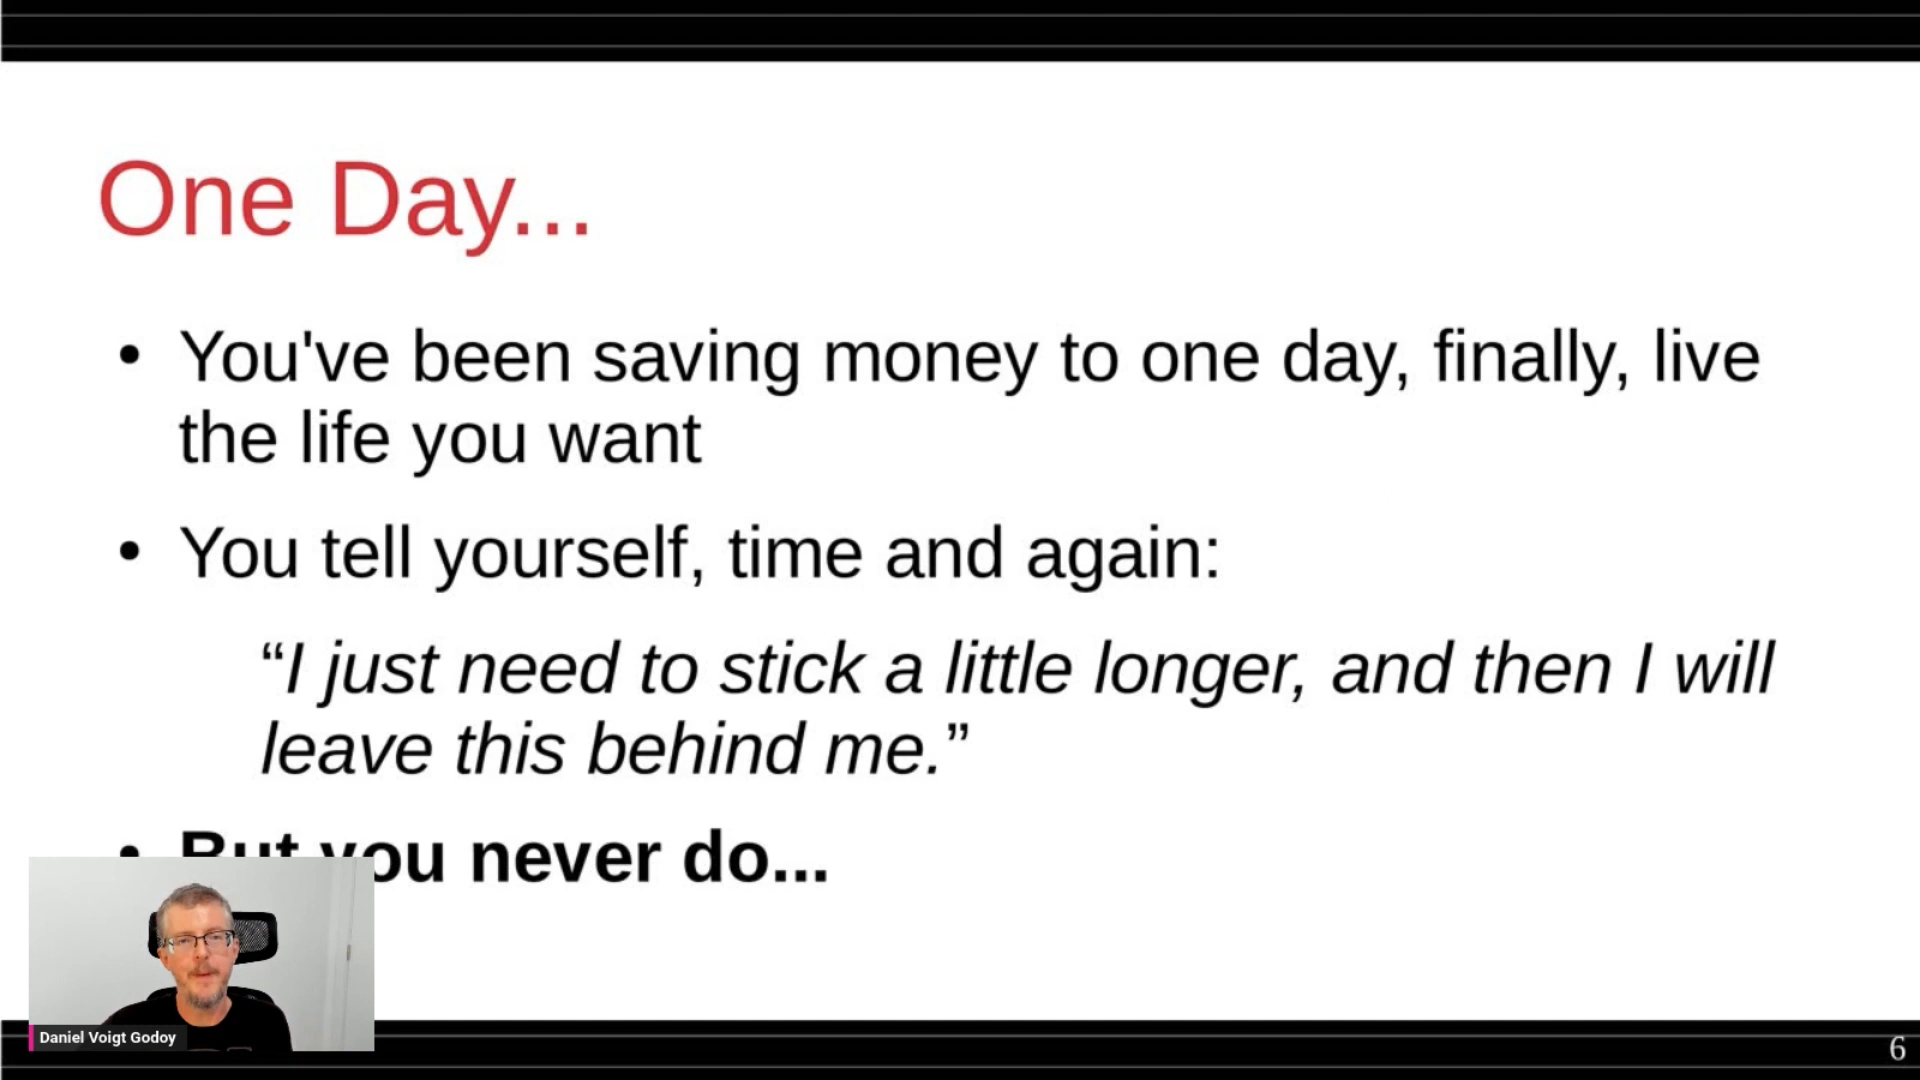 One Day...
• You've been saving money to one day, finally, live
the life you want
• You tell yourself, time and again:
“I just need to stick a little longer, and then I will
leave this behind me.”
• But you never do...
Daniel Voigt Godoy
6